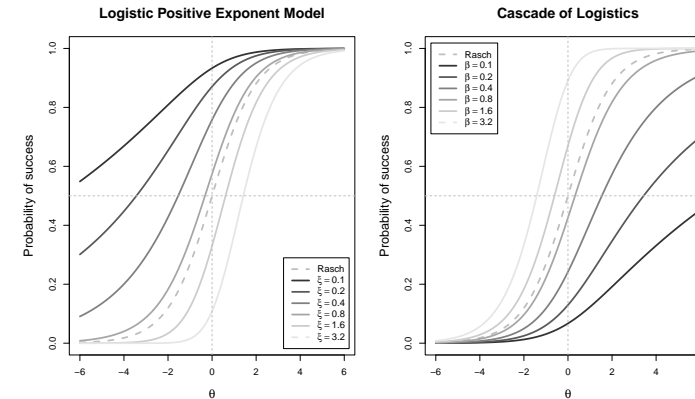 Logistic Positive Exponent Model
Probability of success
0.0 0.2 0.4 0.6 0.8 1.0
Rasch
ξ = 0.1
ξ = 0.2
ξ = 0.4
ξ = 0.8
ξ = 1.6
ξ = 3.2
-6 -4 -2 0 2 4 6
θ
Cascade of Logistics
Probability of success
0.0 0.2 0.4 0.6 0.8 1.0
Rasch
β = 0.1
β = 0.2
β = 0.4
β = 0.8
β = 1.6
β = 3.2
-6 -4 -2 0 2 4
θ